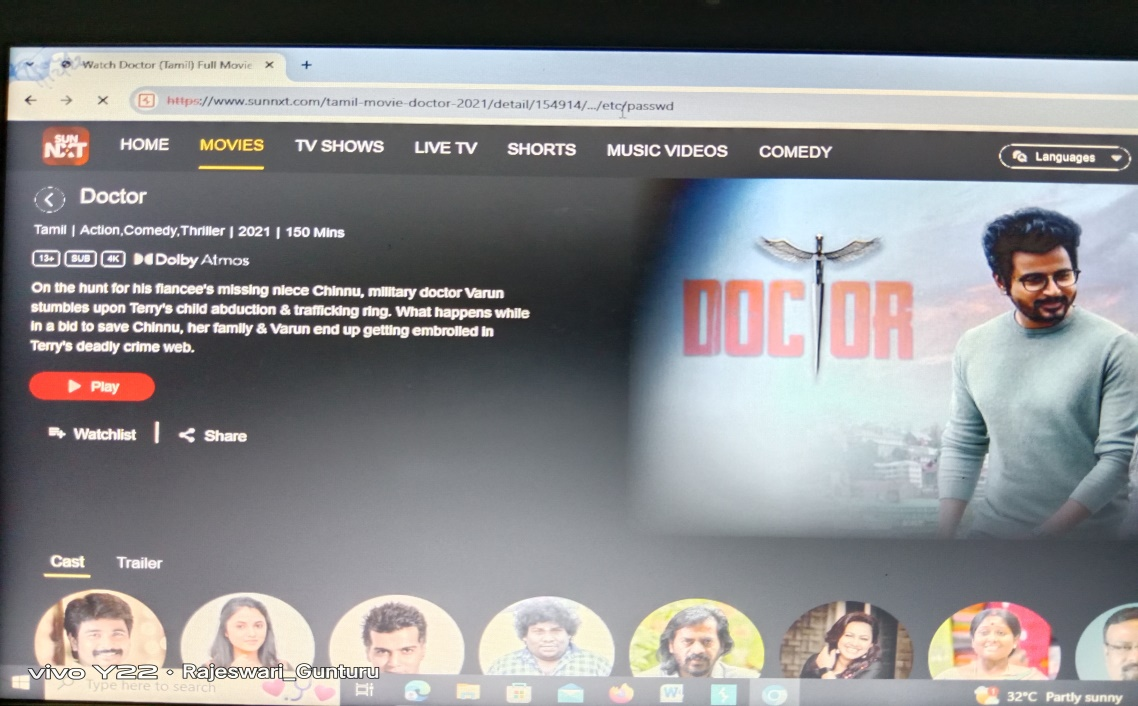 Watch Doctor (Tamil) Full Movie
https://www.sunnxt.com/tamil-movie-doctor-2021/detail/154914/.../etc/passwd
SUN NXT
HOME MOVIES TV SHOWS LIVE TV SHORTS MUSIC VIDEOS COMEDY Languages
Doctor
Tamil | Action,Comedy,Thriller | 2021 | 150 Mins
13+ SUB 4K Dolby Atmos
On the hunt for his fiancee's missing niece Chinnu, military doctor Varun
stumbles upon Terry's child abduction & trafficking ring. What happens while
in a bid to save Chinnu, her family & Varun end up getting embroiled in
Terry's deadly crime web.
Play
Watchlist | Share
DOCTOR
Cast Trailer
vivo Y22 · Rajeswari_Gunturu
Type here to search
32°C Partly sunny